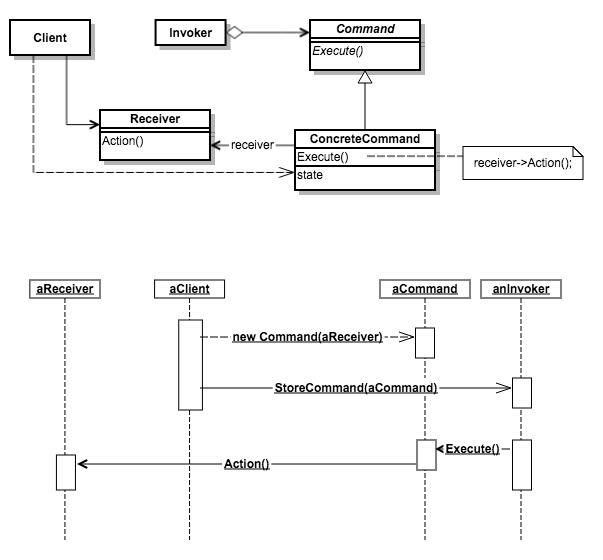 Client
Invoker
Command
Execute()
Receiver
Action()
receiver
ConcreteCommand
Execute()
state
receiver->Action();
aReceiver
aClient
aCommand
anInvoker
new Command(aReceiver)
StoreCommand(aCommand)
Execute()
Action()